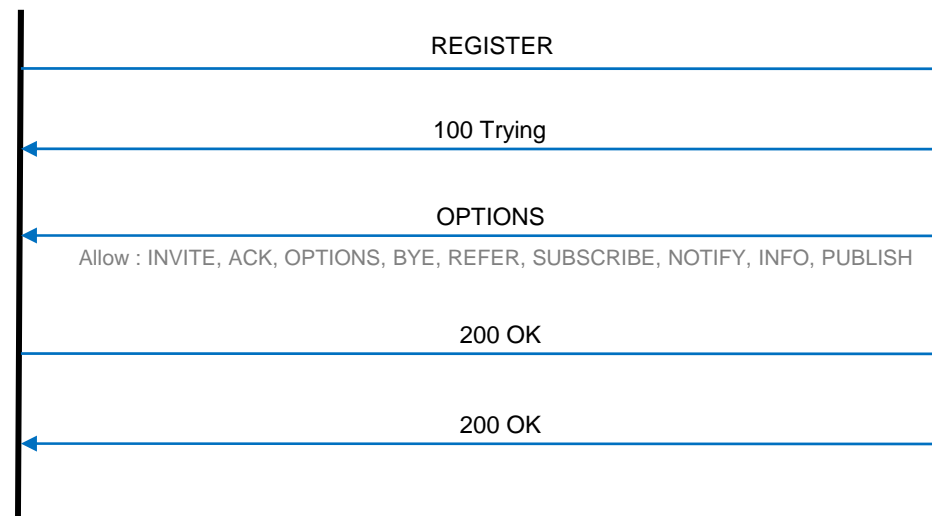 REGISTER
100 Trying
OPTIONS
Allow : INVITE, ACK, OPTIONS, BYE, REFER, SUBSCRIBE, NOTIFY, INFO, PUBLISH
200 OK
200 OK